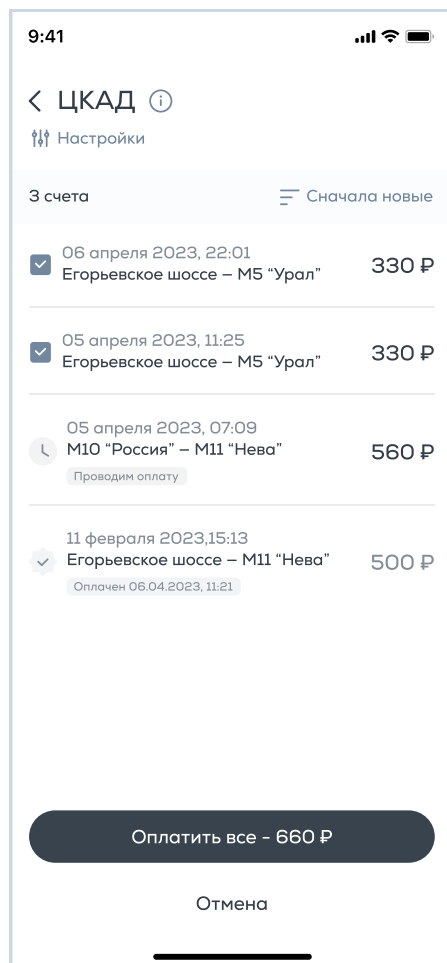 9:41
ЦКАД
Настройки
3 счета
Сначала новые
06 апреля 2023, 22:01
Егорьевское шоссе – М5 “Урал”
330 ₽
05 апреля 2023, 11:25
Егорьевское шоссе – М5 “Урал”
330 ₽
05 апреля 2023, 07:09
М10 “Россия” – М11 “Нева”
560 ₽
Проводим оплату
11 февраля 2023,15:13
Егорьевское шоссе – М11 “Нева”
500 ₽
Оплачен 06.04.2023, 11:21
Оплатить все - 660 ₽
Отмена